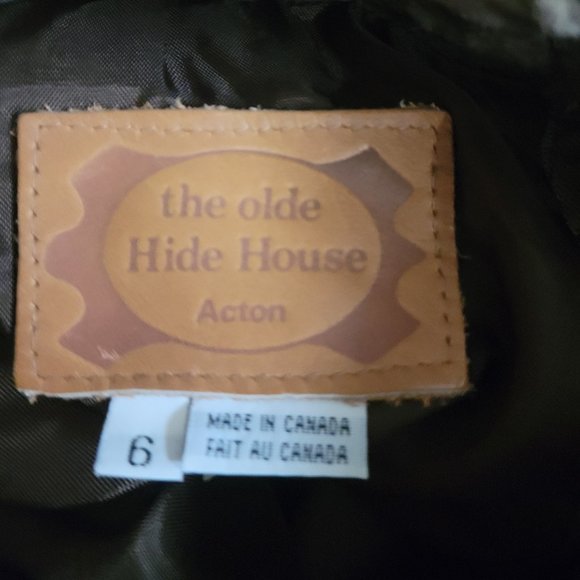 the olde
Hide House
Acton
6
MADE IN CANADA
FAIT AU CANADA